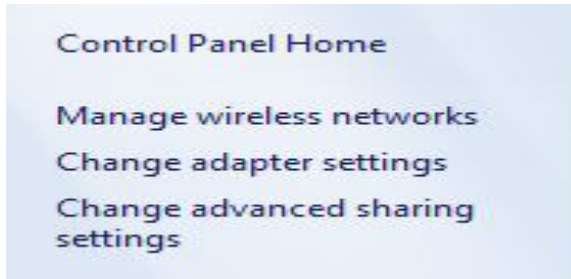 Control Panel Home
Manage wireless networks
Change adapter settings
Change advanced sharing
settings